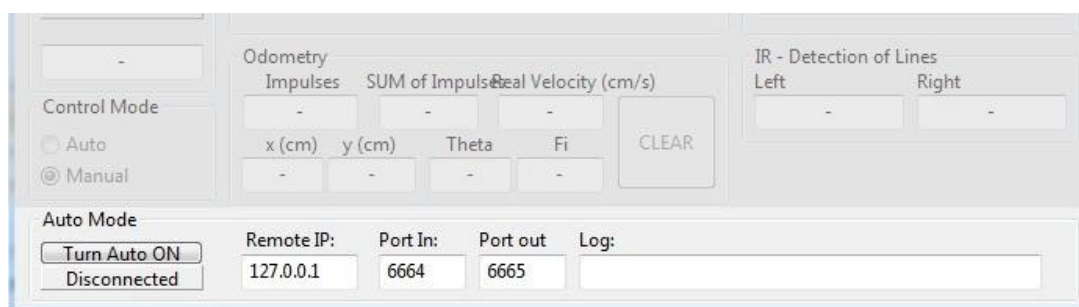 -
Control Mode
Auto
Manual
Odometry
Impulses SUM of Impulses Real Velocity (cm/s)
- - -
x (cm) y (cm) Theta Fi
- - - -
CLEAR
IR - Detection of Lines
Left Right
- -
Auto Mode
Turn Auto ON
Disconnected
Remote IP: Port In: Port out Log:
127.0.0.1 6664 6665